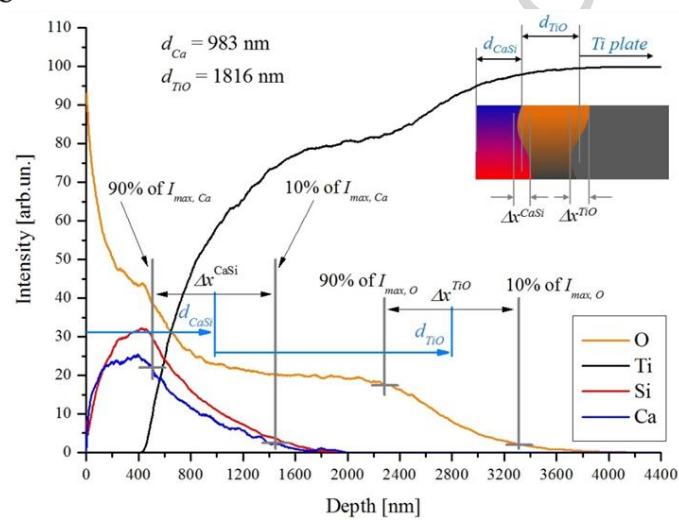 d_Ca = 983 nm
d_TiO = 1816 nm
d_TiO
d_CaSi
Ti plate
Δx^CaSi
Δx^TiO
90% of I_max, Ca
10% of I_max, Ca
Δx^CaSi
90% of I_max, O
Δx^TiO
10% of I_max, O
d_CaSi
d_TiO
O
Ti
Si
Ca
Intensity [arb.un.]
110
100
90
80
70
60
50
40
30
20
10
0
0 400 800 1200 1600 2000 2400 2800 3200 3600 4000 4400
Depth [nm]